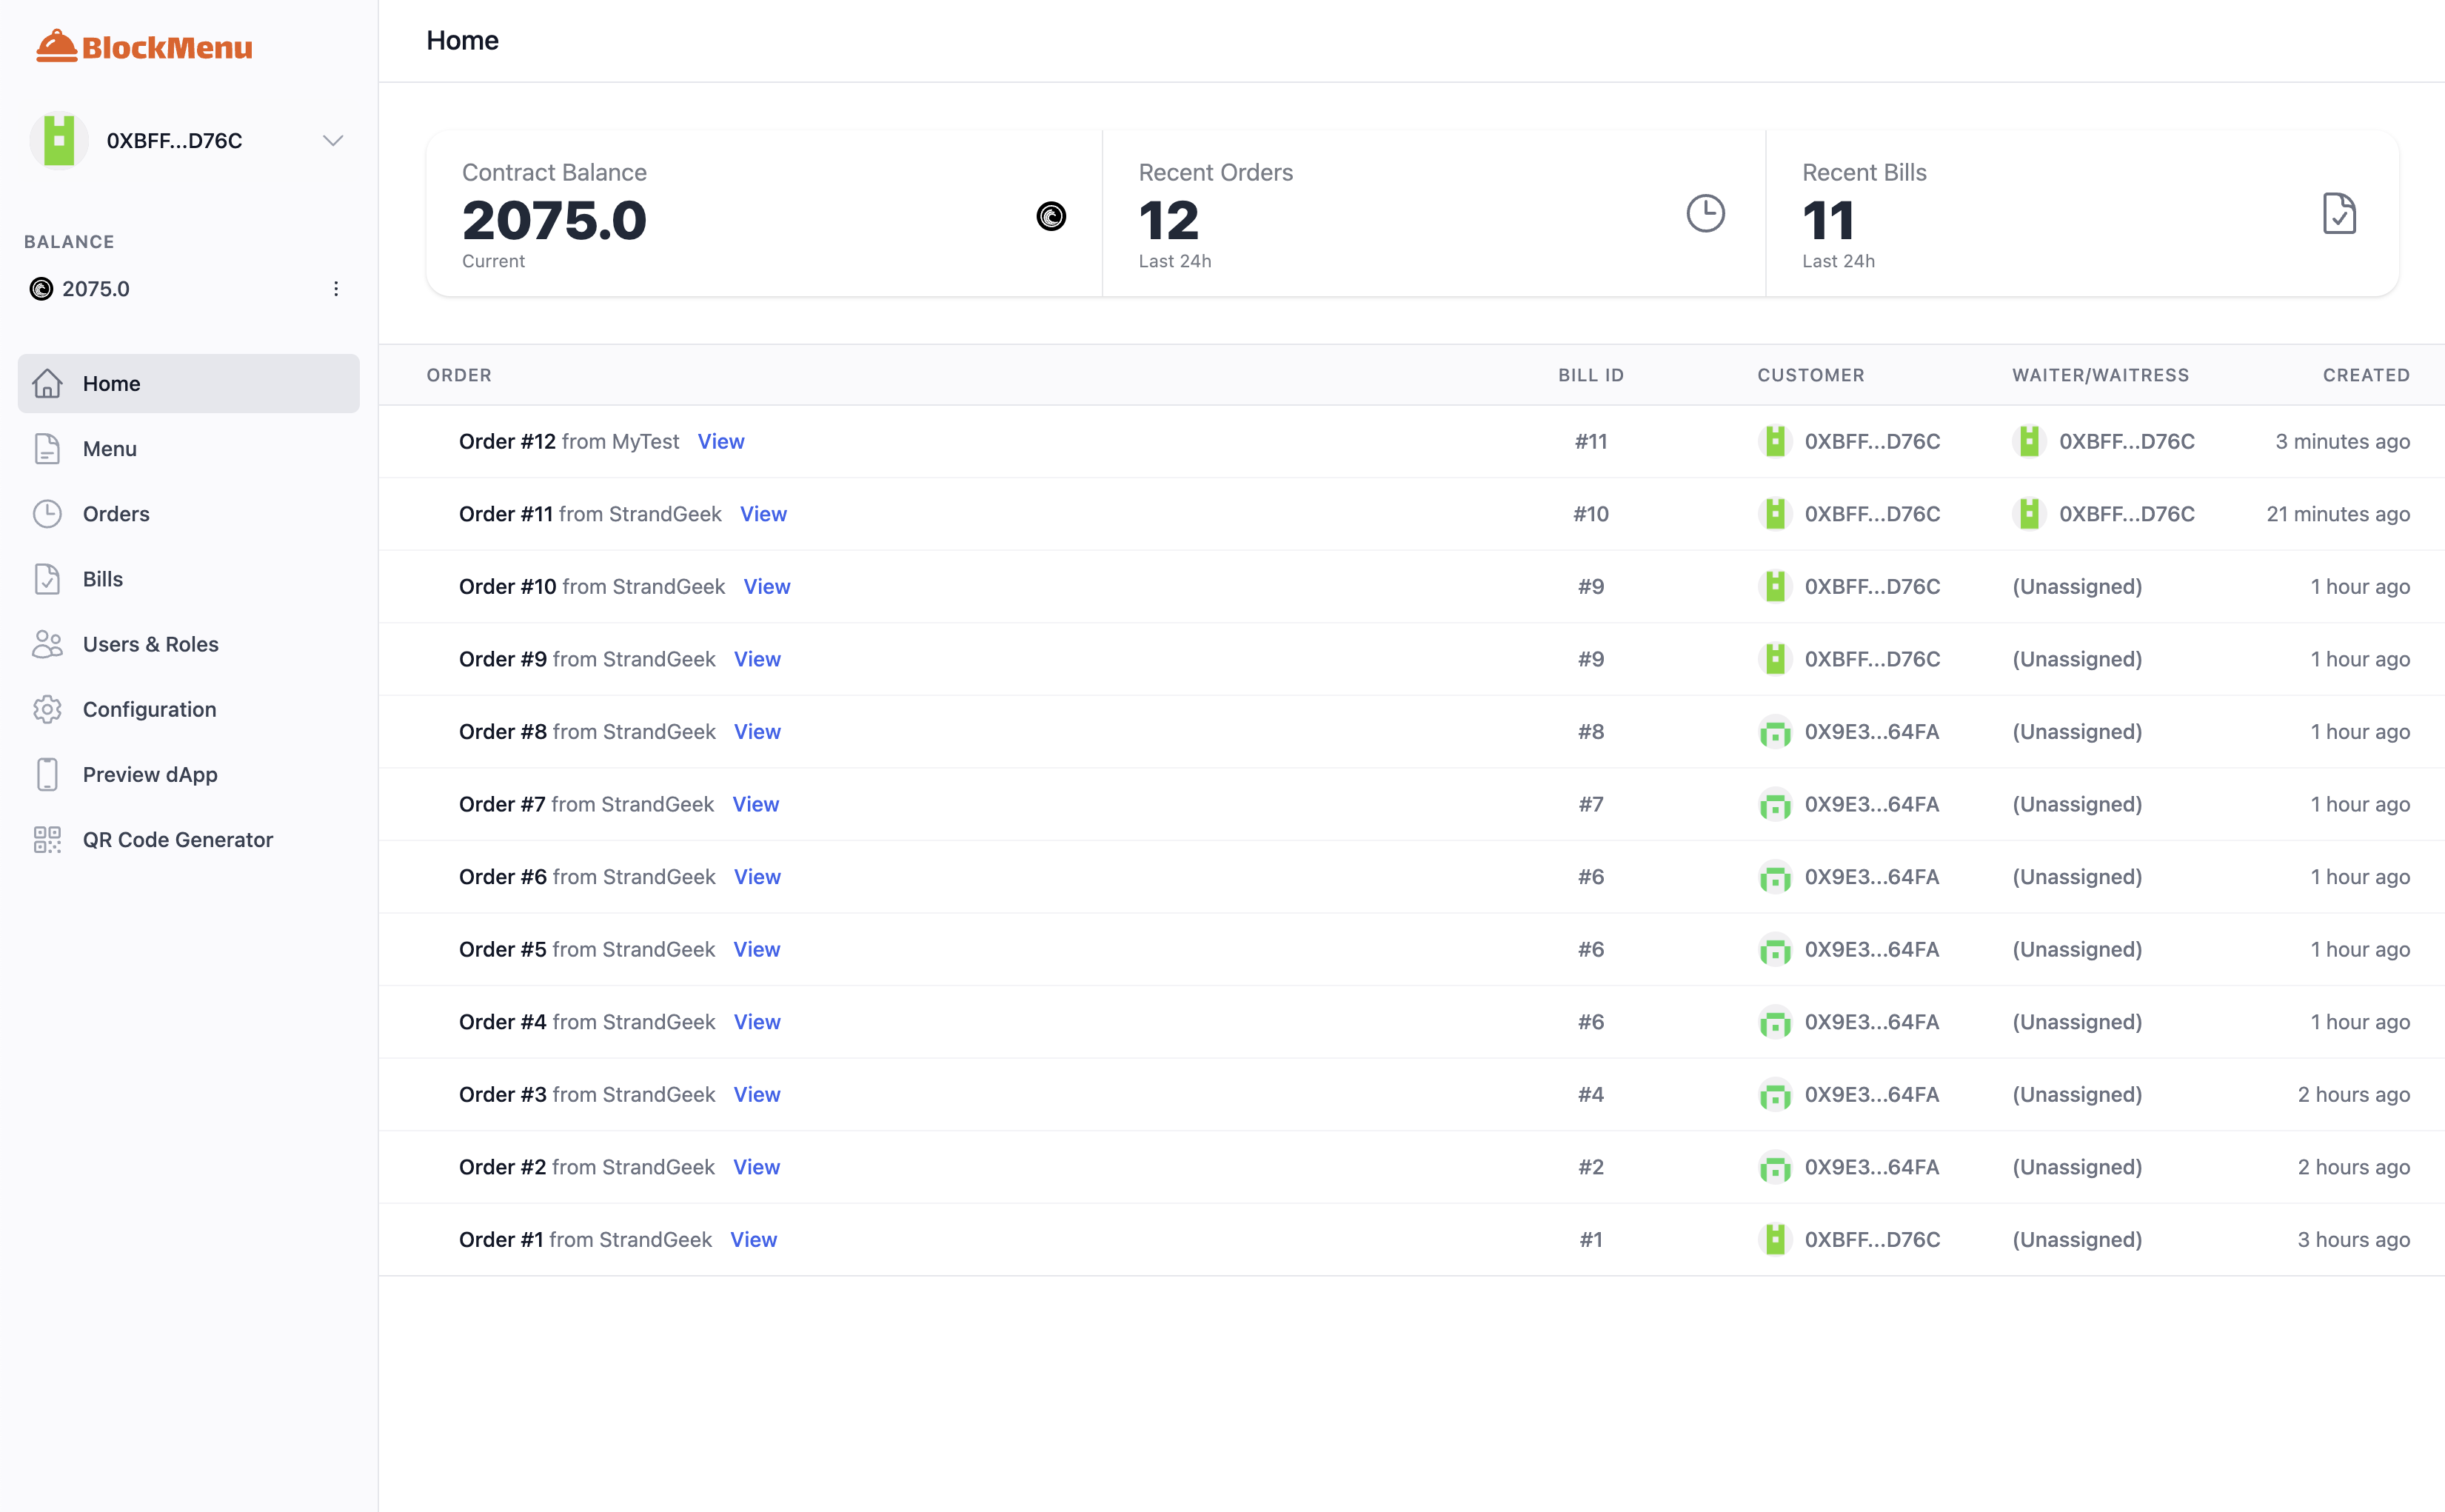 BlockMenu
0XBFF...D76C
BALANCE
2075.0
Home
Menu
Orders
Bills
Users & Roles
Configuration
Preview dApp
QR Code Generator
Home
Contract Balance
2075.0
Current
Recent Orders
12
Last 24h
Recent Bills
11
Last 24h
ORDER BILL ID CUSTOMER WAITER/WAITRESS CREATED
Order #12 from MyTest View #11 0XBFF...D76C 0XBFF...D76C 3 minutes ago
Order #11 from StrandGeek View #10 0XBFF...D76C 0XBFF...D76C 21 minutes ago
Order #10 from StrandGeek View #9 0XBFF...D76C (Unassigned) 1 hour ago
Order #9 from StrandGeek View #9 0XBFF...D76C (Unassigned) 1 hour ago
Order #8 from StrandGeek View #8 0X9E3...64FA (Unassigned) 1 hour ago
Order #7 from StrandGeek View #7 0X9E3...64FA (Unassigned) 1 hour ago
Order #6 from StrandGeek View #6 0X9E3...64FA (Unassigned) 1 hour ago
Order #5 from StrandGeek View #6 0X9E3...64FA (Unassigned) 1 hour ago
Order #4 from StrandGeek View #6 0X9E3...64FA (Unassigned) 1 hour ago
Order #3 from StrandGeek View #4 0X9E3...64FA (Unassigned) 2 hours ago
Order #2 from StrandGeek View #2 0X9E3...64FA (Unassigned) 2 hours ago
Order #1 from StrandGeek View #1 0XBFF...D76C (Unassigned) 3 hours ago